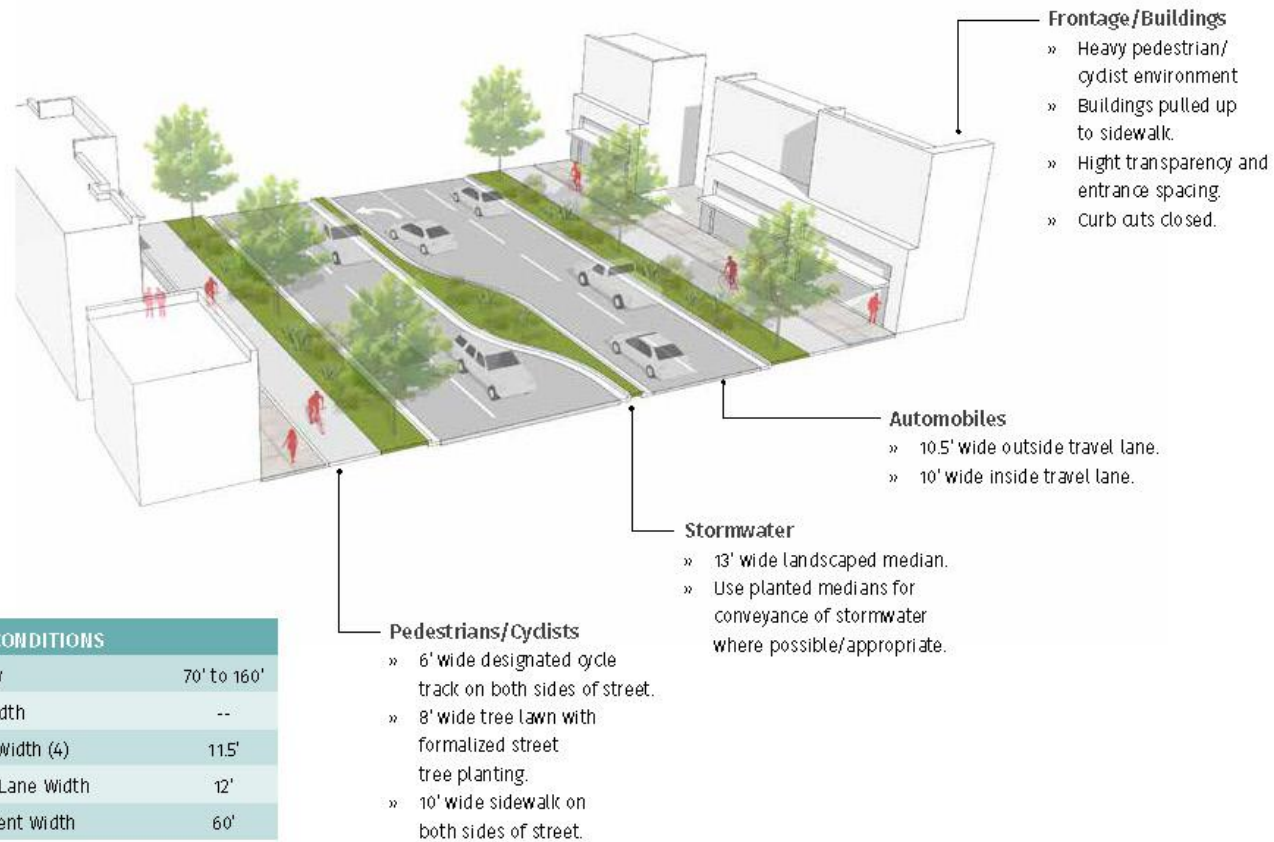 Frontage/Buildings
» Heavy pedestrian/
cyclist environment
» Buildings pulled up
to sidewalk.
» Hight transparency and
entrance spacing.
» Curb cuts closed.
Automobiles
» 10.5' wide outside travel lane.
» 10' wide inside travel lane.
Stormwater
» 13' wide landscaped median.
» Use planted medians for
conveyance of stormwater
where possible/appropriate.
Pedestrians/Cyclists
» 6' wide designated cycle
track on both sides of street.
» 8' wide tree lawn with
formalized street
tree planting.
» 10' wide sidewalk on
both sides of street.
CONDITIONS
70' to 160'
--
Width (4) 11.5'
Lane Width 12'
Width 60'